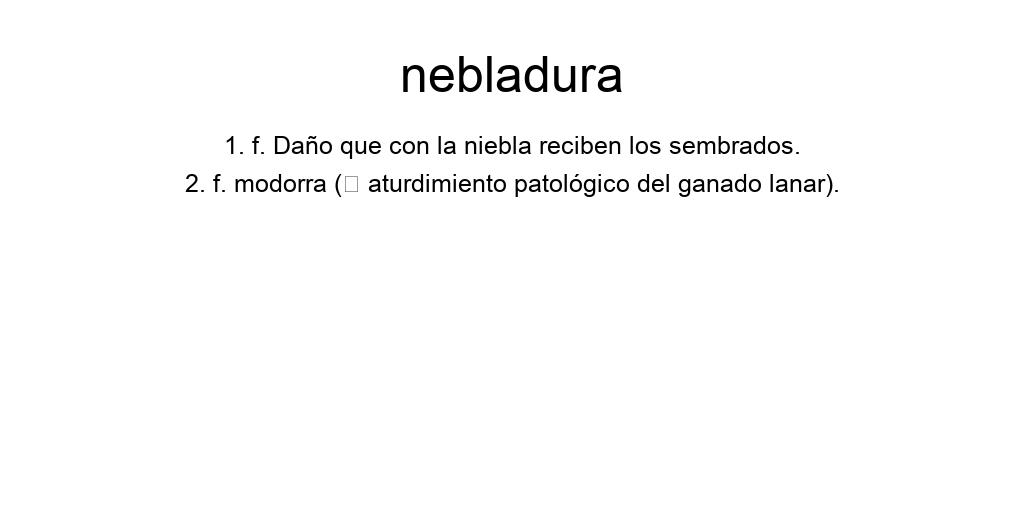 nebladura
1. f. Daño que con la niebla reciben los sembrados.
2. f. modorra (□ aturdimiento patológico del ganado lanar).